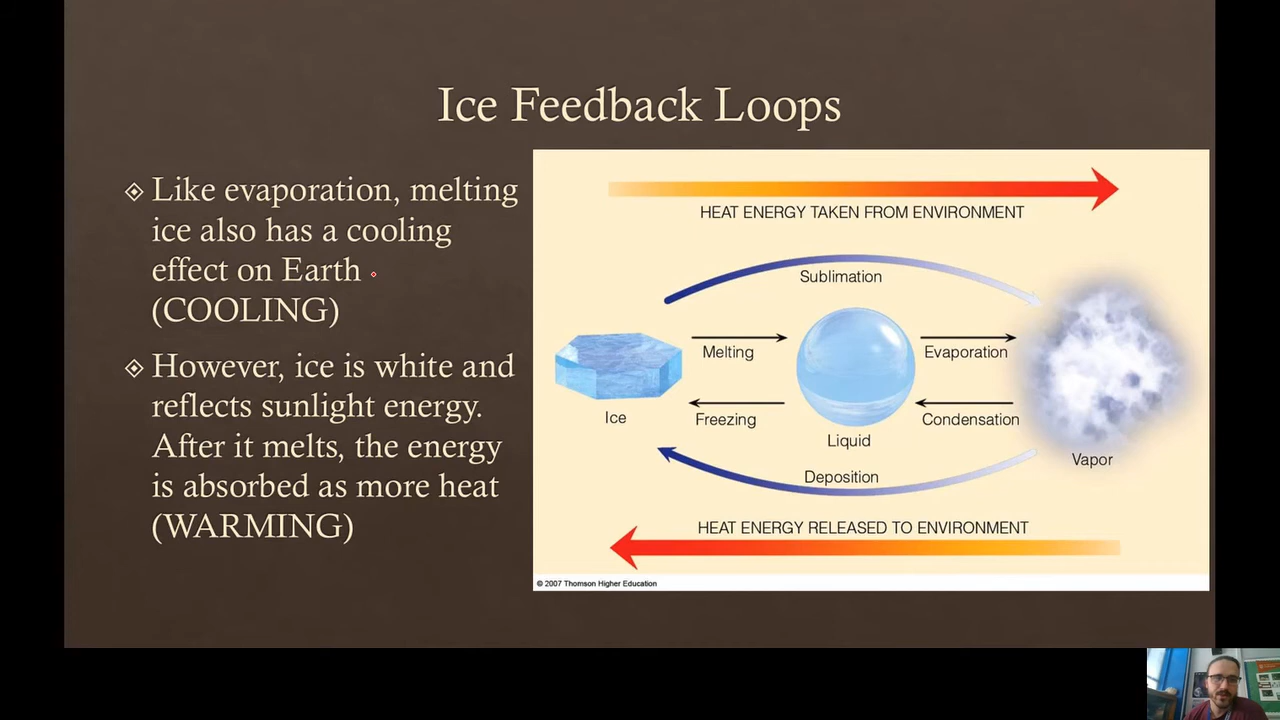 Ice Feedback Loops
Like evaporation, melting
ice also has a cooling
effect on Earth
(COOLING)
However, ice is white and
reflects sunlight energy.
After it melts, the energy
is absorbed as more heat
(WARMING)
HEAT ENERGY TAKEN FROM ENVIRONMENT
Sublimation
Melting
Evaporation
Ice
Freezing
Condensation
Liquid
Vapor
Deposition
HEAT ENERGY RELEASED TO ENVIRONMENT
© 2007 Thomson Higher Education